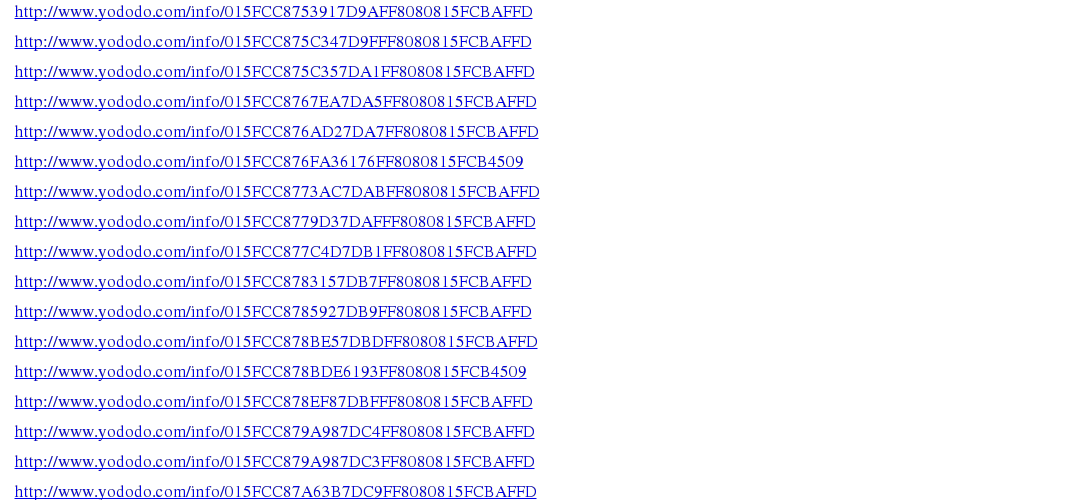 http://www.yododo.com/info/015FCC8753917D9AFF8080815FCBAFFD
http://www.yododo.com/info/015FCC875C347D9FFF8080815FCBAFFD
http://www.yododo.com/info/015FCC875C357DA1FF8080815FCBAFFD
http://www.yododo.com/info/015FCC8767EA7DA5FF8080815FCBAFFD
http://www.yododo.com/info/015FCC876AD27DA7FF8080815FCBAFFD
http://www.yododo.com/info/015FCC876FA36176FF8080815FCB4509
http://www.yododo.com/info/015FCC8773AC7DABFF8080815FCBAFFD
http://www.yododo.com/info/015FCC8779D37DAFFF8080815FCBAFFD
http://www.yododo.com/info/015FCC877C4D7DB1FF8080815FCBAFFD
http://www.yododo.com/info/015FCC8783157DB7FF8080815FCBAFFD
http://www.yododo.com/info/015FCC8785927DB9FF8080815FCBAFFD
http://www.yododo.com/info/015FCC878BE57DBDFF8080815FCBAFFD
http://www.yododo.com/info/015FCC878BDE6193FF8080815FCB4509
http://www.yododo.com/info/015FCC878EF87DBFFF8080815FCBAFFD
http://www.yododo.com/info/015FCC879A987DC4FF8080815FCBAFFD
http://www.yododo.com/info/015FCC879A987DC3FF8080815FCBAFFD
http://www.yododo.com/info/015FCC87A63B7DC9FF8080815FCBAFFD